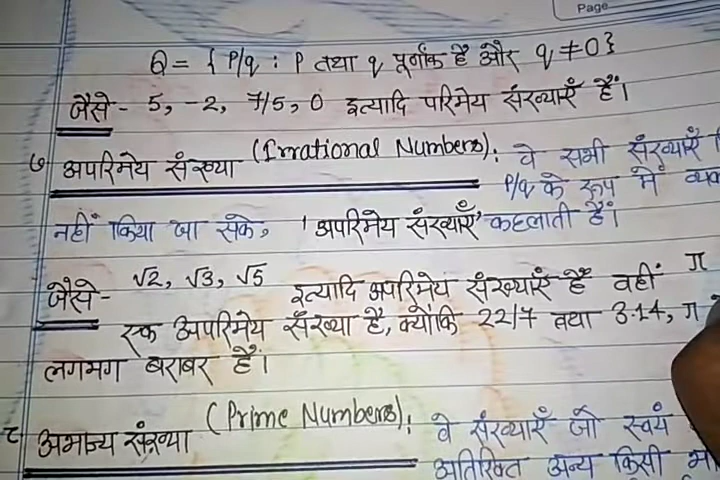 Page
Q = { P/q : P तथा q पूर्णांक हैं और q ≠ 0 }
जैसे - 5, -2, 7/5, 0 इत्यादि परिमेय संख्याएँ हैं।
७ अपरिमेय संख्या (Irrational Numbers): वे सभी संख्याएँ
P/q के रूप में
नहीं किया जा सके, 'अपरिमेय संख्याएँ' कहलाती हैं।
जैसे - √2, √3, √5 इत्यादि अपरिमेय संख्याएँ हैं वहीं π
एक अपरिमेय संख्या है, क्योंकि 22/7 तथा 3.14, π
लगभग बराबर हैं।
८ अभाज्य संख्या (Prime Numbers): वे संख्याएँ जो स्वयं
अतिरिक्त अन्य किसी